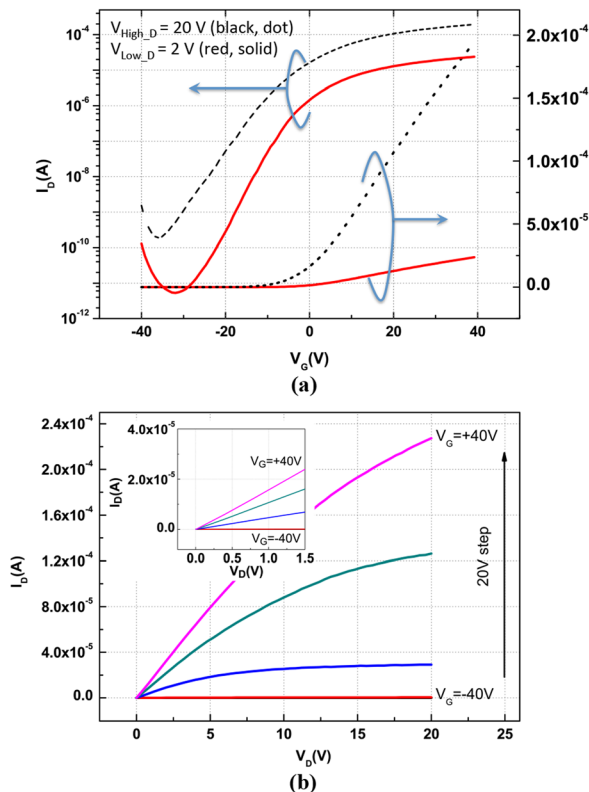 V_High_D = 20 V (black, dot)
V_Low_D = 2 V (red, solid)
10^-4
10^-6
10^-8
10^-10
10^-12
I_D(A)
2.0x10^-4
1.5x10^-4
1.0x10^-4
5.0x10^-5
0.0
-40 -20 0 20 40
V_G(V)
(a)
2.4x10^-4
2.0x10^-4
1.6x10^-4
1.2x10^-4
8.0x10^-5
4.0x10^-5
0.0
I_D(A)
4.0x10^-5
2.0x10^-5
0.0
I_D(A)
V_G=+40V
V_G=-40V
0.0 0.5 1.0 1.5
V_D(V)
V_G=+40V
20V step
V_G=-40V
0 5 10 15 20 25
V_D(V)
(b)